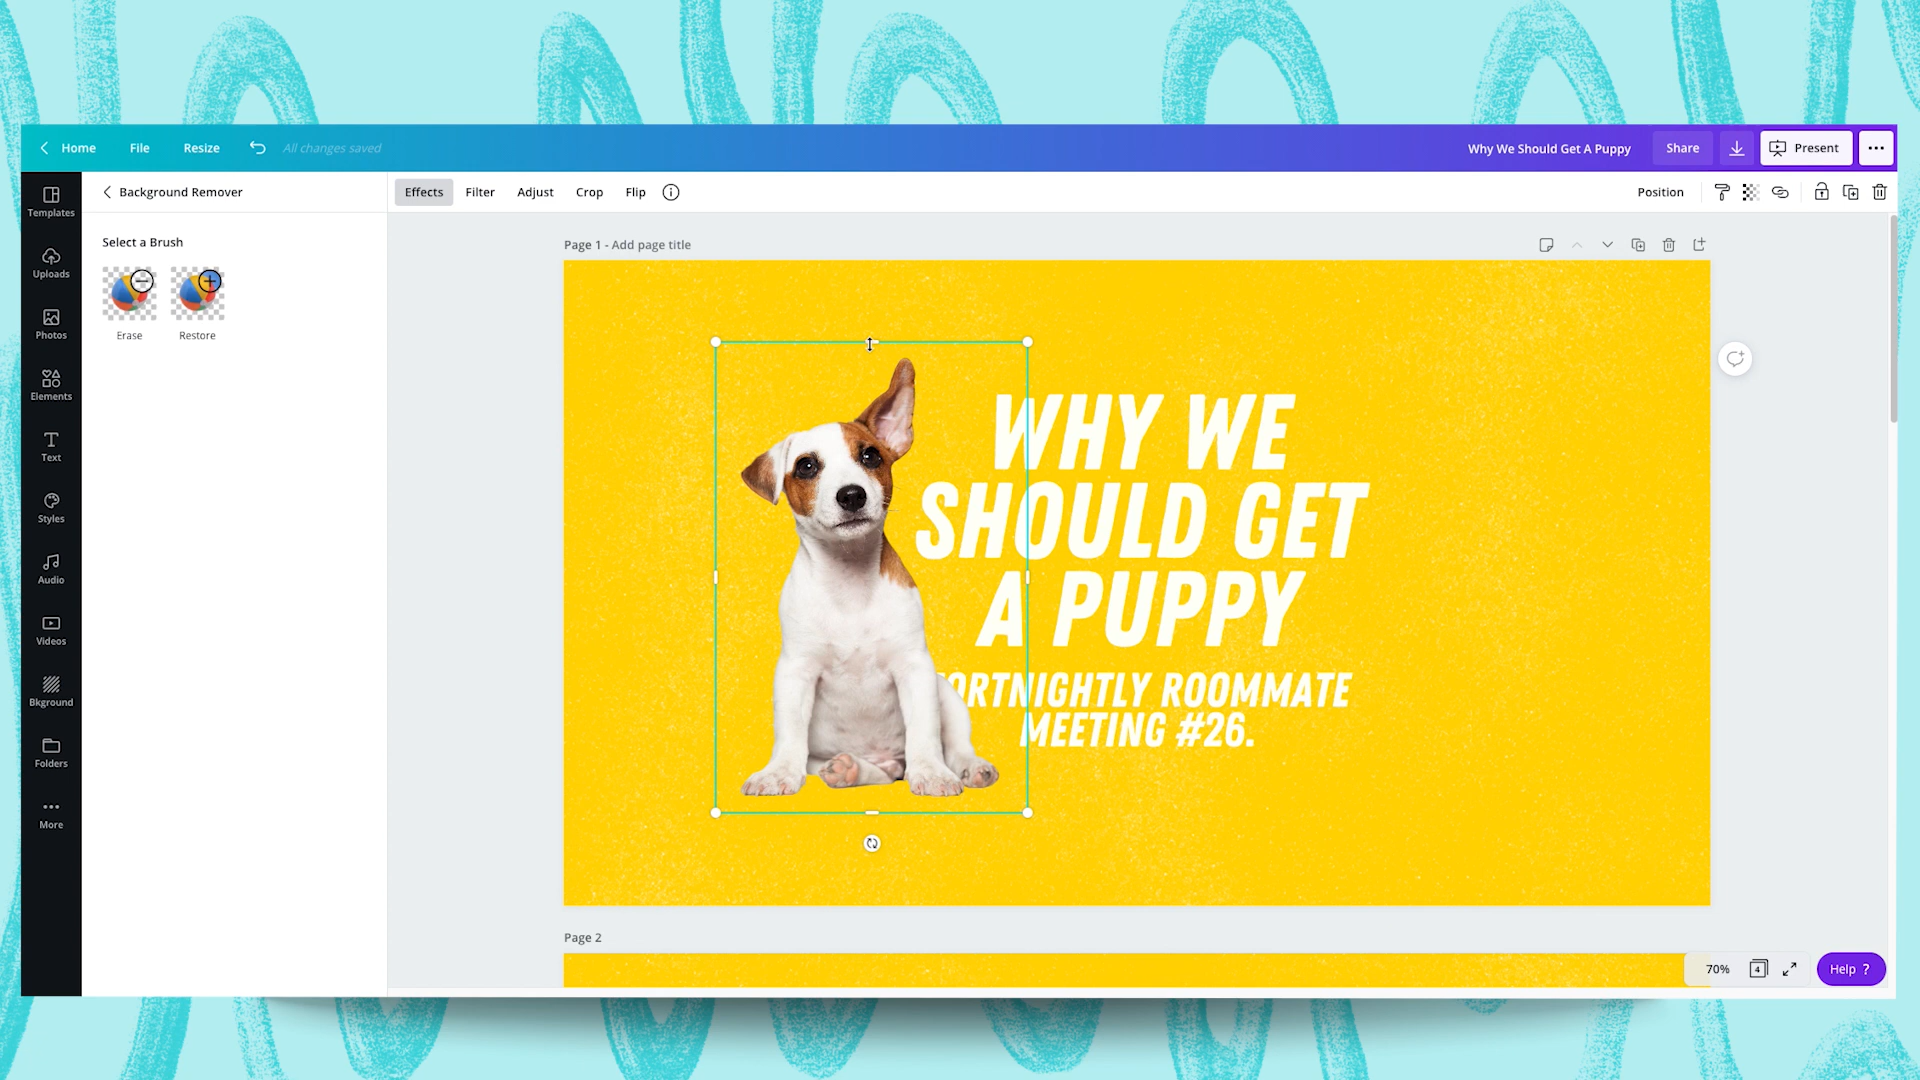 Home
File
Resize
All changes saved
Why We Should Get A Puppy
Share
Present
Templates
Uploads
Photos
Elements
Text
Styles
Audio
Videos
Bkground
Folders
More
Background Remover
Select a Brush
Erase
Restore
Effects
Filter
Adjust
Crop
Flip
Position
Page 1 - Add page title
WHY WE
SHOULD GET
A PUPPY
FORTNIGHTLY ROOMMATE
MEETING #26.
Page 2
70%
4
Help ?